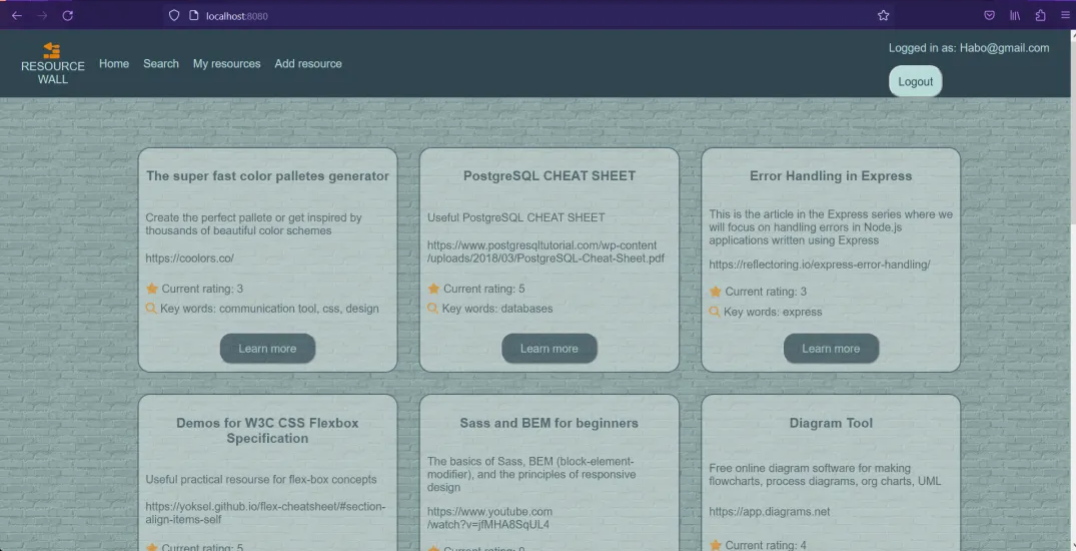 localhost:8080
RESOURCE
WALL
Home
Search
My resources
Add resource
Logged in as: Habo@gmail.com
Logout
The super fast color palletes generator
Create the perfect pallete or get inspired by
thousands of beautiful color schemes
https://coolors.co/
Current rating: 3
Key words: communication tool, css, design
Learn more
PostgreSQL CHEAT SHEET
Useful PostgreSQL CHEAT SHEET
https://www.postgresqltutorial.com/wp-content
/uploads/2018/03/PostgreSQL-Cheat-Sheet.pdf
Current rating: 5
Key words: databases
Learn more
Error Handling in Express
This is the article in the Express series where we
will focus on handling errors in Node.js
applications written using Express
https://reflectoring.io/express-error-handling/
Current rating: 3
Key words: express
Learn more
Demos for W3C CSS Flexbox
Specification
Useful practical resourse for flex-box concepts
https://yoksel.github.io/flex-cheatsheet/#section-
align-items-self
Current rating: 5
Sass and BEM for beginners
The basics of Sass, BEM (block-element-
modifier), and the principles of responsive
design
https://www.youtube.com
/watch?v=jfMHA8SqUL4
Current rating:
Diagram Tool
Free online diagram software for making
flowcharts, process diagrams, org charts, UML
https://app.diagrams.net
Current rating: 4